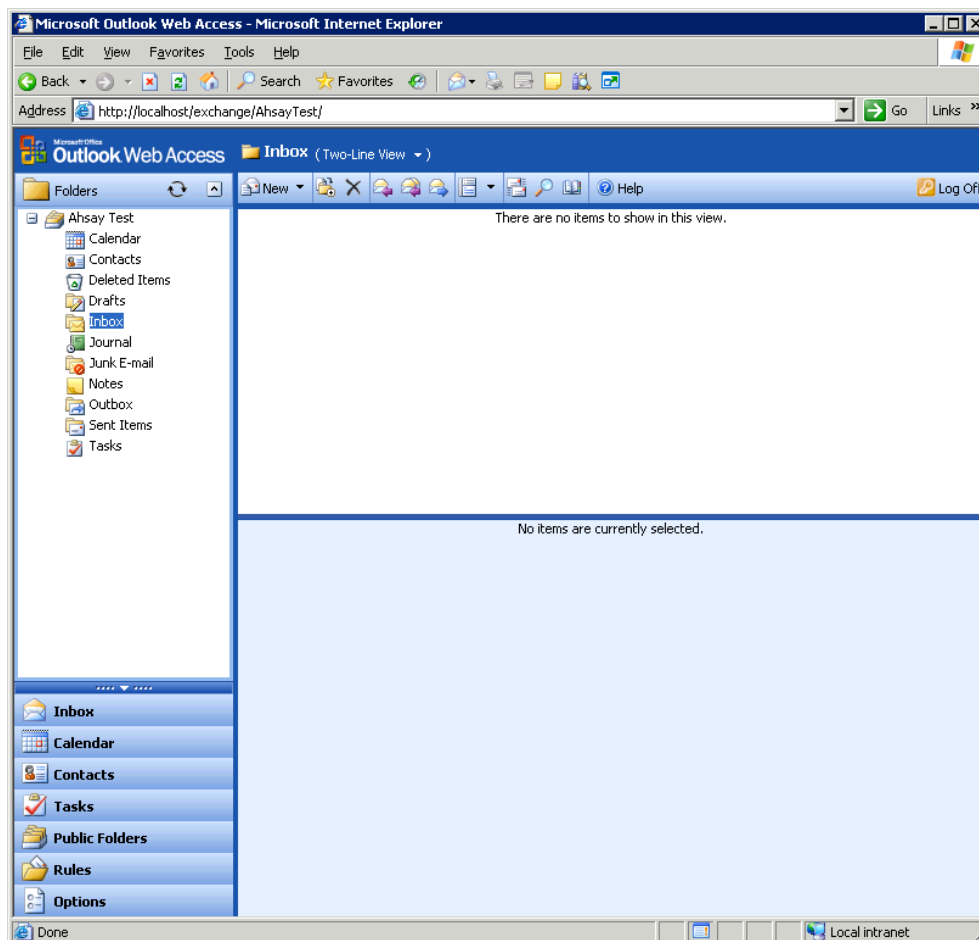 Microsoft Outlook Web Access - Microsoft Internet Explorer
File Edit View Favorites Tools Help
Back Search Favorites
Address http://localhost/exchange/AhsayTest/ Go Links »
Microsoft Office
Outlook Web Access Inbox (Two-Line View)
Folders New Help Log Off
There are no items to show in this view.
Ahsay Test
Calendar
Contacts
Deleted Items
Drafts
Inbox
Journal
Junk E-mail
Notes
Outbox
Sent Items
Tasks
No items are currently selected.
Inbox
Calendar
Contacts
Tasks
Public Folders
Rules
Options
Done Local intranet